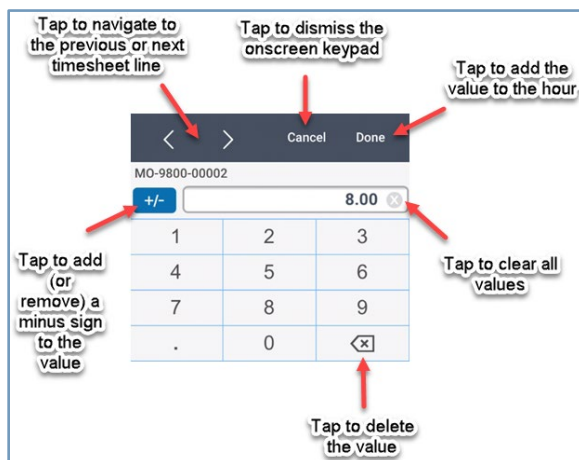 Tap to navigate to
the previous or next
timesheet line
Tap to dismiss the
onscreen keypad
Tap to add the
value to the hour
Cancel
Done
MO-9800-00002
+/-
8.00
1 2 3
4 5 6
7 8 9
. 0
Tap to add
(or
remove) a
minus sign
to the
value
Tap to clear all
values
Tap to delete
the value